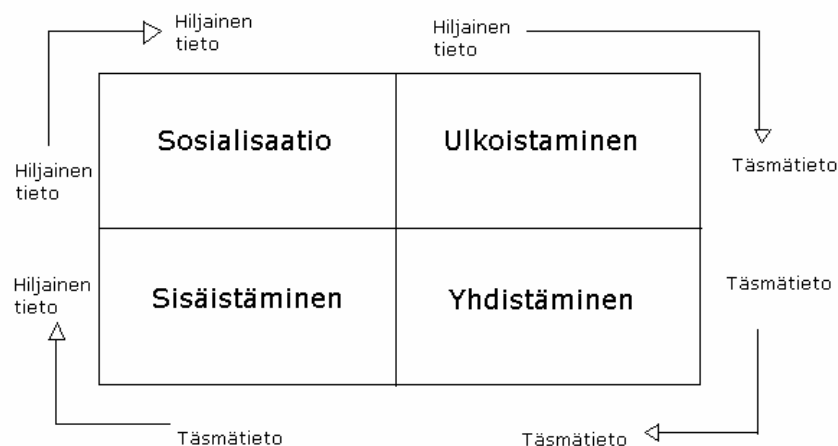 Hiljainen
tieto
Hiljainen
tieto
Sosialisaatio
Ulkoistaminen
Hiljainen
tieto
Täsmätieto
Hiljainen
tieto
Sisäistäminen
Yhdistäminen
Täsmätieto
Täsmätieto
Täsmätieto